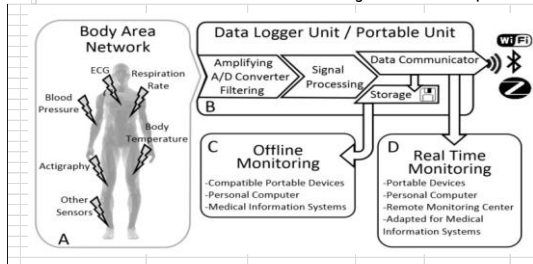 Body Area
Network
ECG
Respiration
Rate
Blood
Pressure
Body
Temperature
Actigraphy
Other
Sensors
A
Data Logger Unit / Portable Unit
Amplifying
A/D Converter
Filtering
Signal
Processing
Data Communicator
Storage
B
Wi Fi
C
Offline
Monitoring
-Compatible Portable Devices
-Personal Computer
-Medical Information Systems
D
Real Time
Monitoring
-Portable Devices
-Personal Computer
-Remote Monitoring Center
-Adapted for Medical
Information Systems